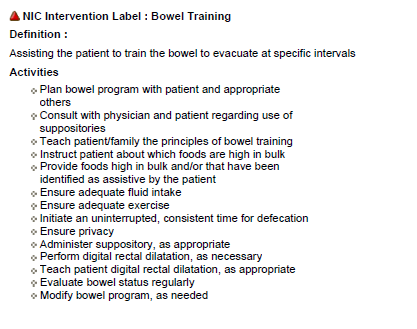 NIC Intervention Label : Bowel Training
Definition :
Assisting the patient to train the bowel to evacuate at specific intervals
Activities
Plan bowel program with patient and appropriate
others
Consult with physician and patient regarding use of
suppositories
Teach patient/family the principles of bowel training
Instruct patient about which foods are high in bulk
Provide foods high in bulk and/or that have been
identified as assistive by the patient
Ensure adequate fluid intake
Ensure adequate exercise
Initiate an uninterrupted, consistent time for defecation
Ensure privacy
Administer suppository, as appropriate
Perform digital rectal dilatation, as necessary
Teach patient digital rectal dilatation, as appropriate
Evaluate bowel status regularly
Modify bowel program, as needed